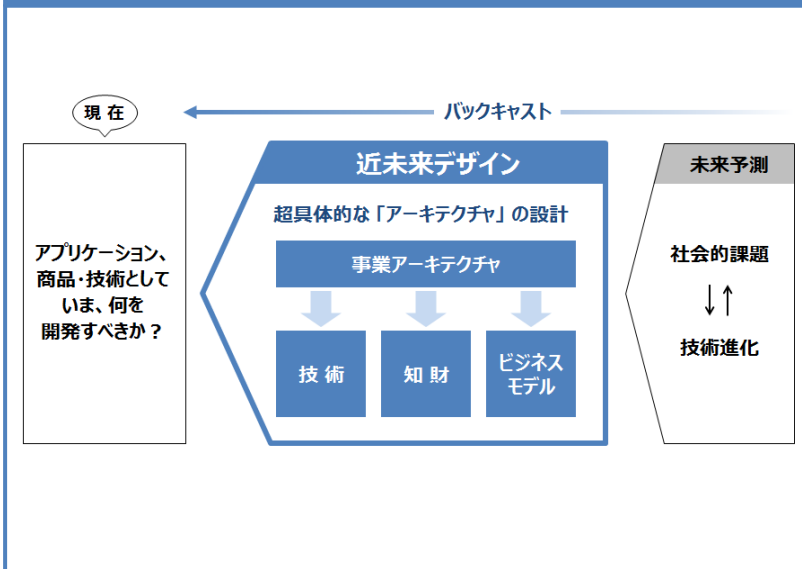 現 在
バックキャスト
アプリケーション、
商品・技術として
いま、何を
開発すべきか？
近未来デザイン
超具体的な「アーキテクチャ」の設計
事業アーキテクチャ
技 術
知 財
ビジネス
モデル
未来予測
社会的課題
技術進化